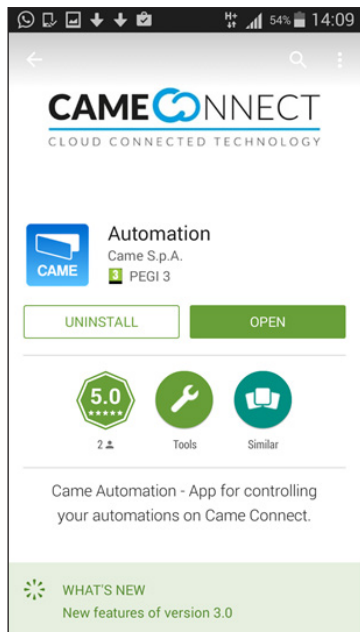 H+
54%
14:09
CAMECONNECT
CLOUD CONNECTED TECHNOLOGY
CAME
Automation
Came S.p.A.
3 PEGI 3
UNINSTALL
OPEN
5.0
2
Tools
Similar
Came Automation - App for controlling
your automations on Came Connect.
WHAT'S NEW
New features of version 3.0